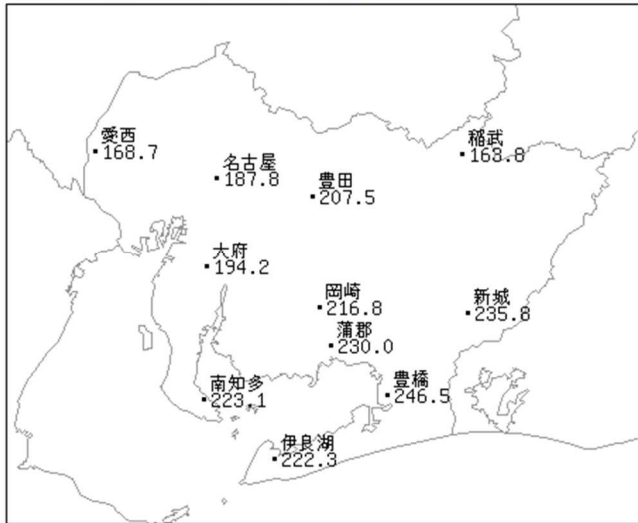 愛西
168.7
稲武
163.8
名古屋
187.8
豊田
207.5
大府
194.2
岡崎
216.8
新城
235.8
蒲郡
230.0
南知多
223.1
豊橋
246.5
伊良湖
222.3